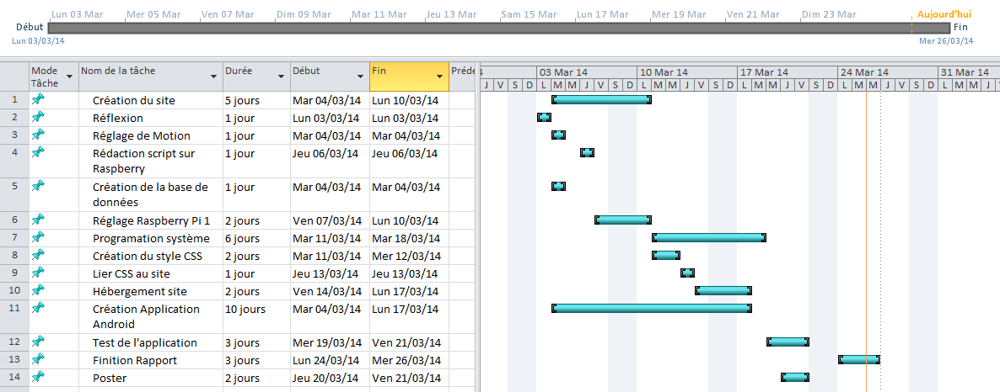 Lun 03 Mar Mer 05 Mar Ven 07 Mar Dim 09 Mar Mar 11 Mar Jeu 13 Mar Sam 15 Mar Lun 17 Mar Mer 19 Mar Ven 21 Mar Dim 23 Mar Aujourd'hui
Début Fin
Lun 03/03/14 Mer 26/03/14
Mode Tâche Nom de la tâche Durée Début Fin Préde
4 03 Mar 14 10 Mar 14 17 Mar 14 24 Mar 14 31 Mar 14
J V S D L M M J V S D L M M J V S D L M M J V S D L M M J V S D L M M J V
1 Création du site 5 jours Mar 04/03/14 Lun 10/03/14
2 Réflexion 1 jour Lun 03/03/14 Lun 03/03/14
3 Réglage de Motion 1 jour Mar 04/03/14 Mar 04/03/14
4 Rédaction script sur Raspberry 1 jour Jeu 06/03/14 Jeu 06/03/14
5 Création de la base de données 1 jour Mar 04/03/14 Mar 04/03/14
6 Réglage Raspberry Pi 1 2 jours Ven 07/03/14 Lun 10/03/14
7 Programation système 6 jours Mar 11/03/14 Mar 18/03/14
8 Création du style CSS 2 jours Mar 11/03/14 Mer 12/03/14
9 Lier CSS au site 1 jour Jeu 13/03/14 Jeu 13/03/14
10 Hébergement site 2 jours Ven 14/03/14 Lun 17/03/14
11 Création Application Android 10 jours Mar 04/03/14 Lun 17/03/14
12 Test de l'application 3 jours Mer 19/03/14 Ven 21/03/14
13 Finition Rapport 3 jours Lun 24/03/14 Mer 26/03/14
14 Poster 2 jours Jeu 20/03/14 Ven 21/03/14